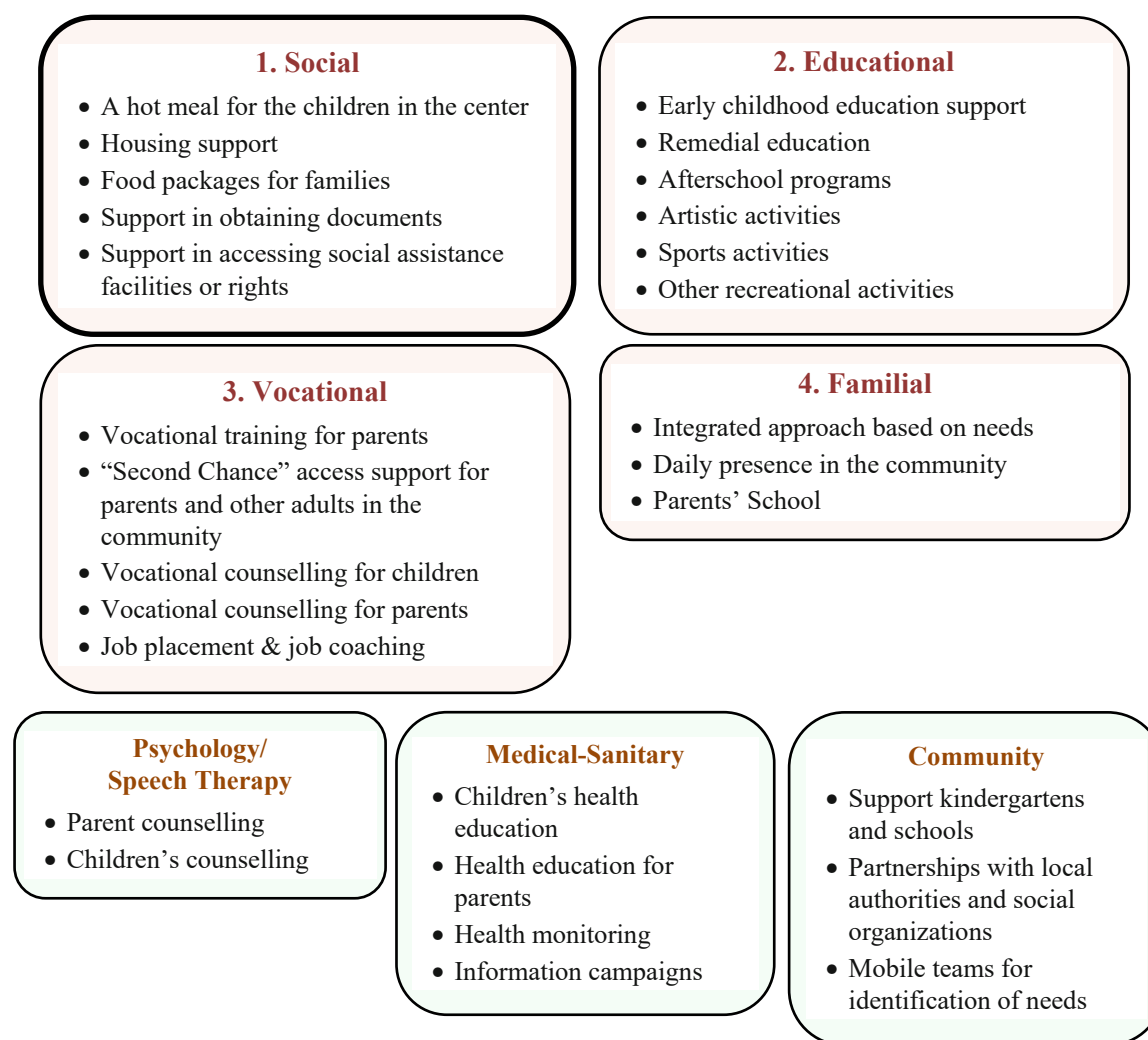 1. Social
• A hot meal for the children in the center
• Housing support
• Food packages for families
• Support in obtaining documents
• Support in accessing social assistance
facilities or rights
2. Educational
• Early childhood education support
• Remedial education
• Afterschool programs
• Artistic activities
• Sports activities
• Other recreational activities
3. Vocational
• Vocational training for parents
• “Second Chance” access support for
parents and other adults in the
community
• Vocational counselling for children
• Vocational counselling for parents
• Job placement & job coaching
4. Familial
• Integrated approach based on needs
• Daily presence in the community
• Parents’ School
Psychology/
Speech Therapy
• Parent counselling
• Children’s counselling
Medical-Sanitary
• Children’s health
education
• Health education for
parents
• Health monitoring
• Information campaigns
Community
• Support kindergartens
and schools
• Partnerships with local
authorities and social
organizations
• Mobile teams for
identification of needs